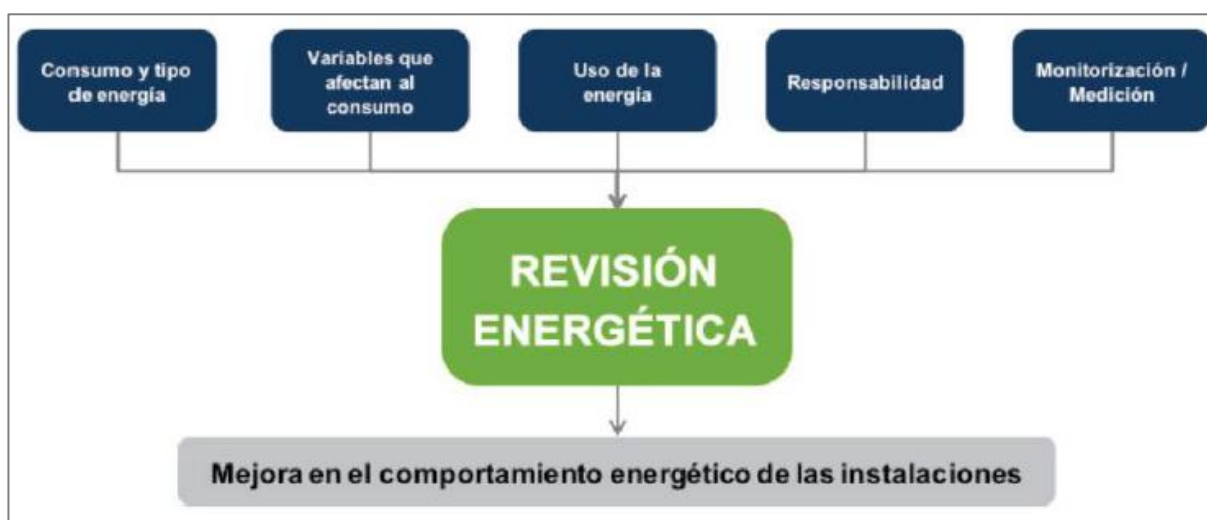 Consumo y tipo
de energía
Variables que
afectan al
consumo
Uso de la
energía
Responsabilidad
Monitorización /
Medición
REVISIÓN
ENERGÉTICA
Mejora en el comportamiento energético de las instalaciones